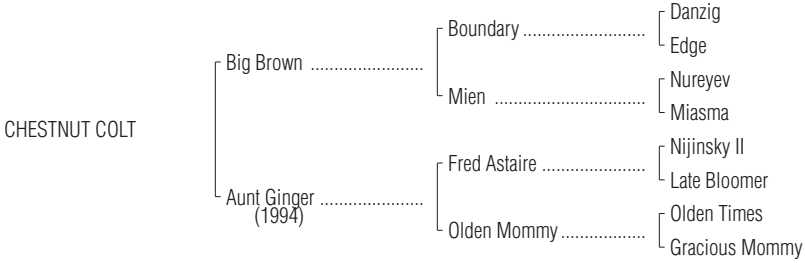 Danzig
Boundary ........................
Edge
Big Brown ......................
Nureyev
Mien ..............................
Miasma
CHESTNUT COLT
Nijinsky II
Fred Astaire .....................
Late Bloomer
Aunt Ginger ....................
(1994)
Olden Times
Olden Mommy .................
Gracious Mommy